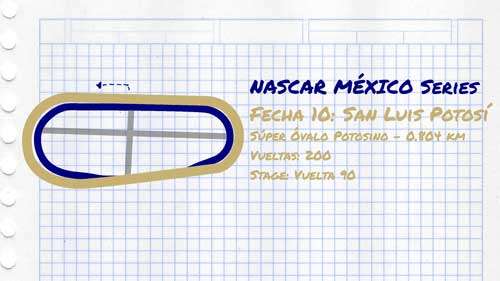 NASCAR MÉXICO Series
Fecha 10: San Luis Potosí
Súper Óvalo Potosino - 0.804 km
Vueltas: 200
Stage: Vuelta 90